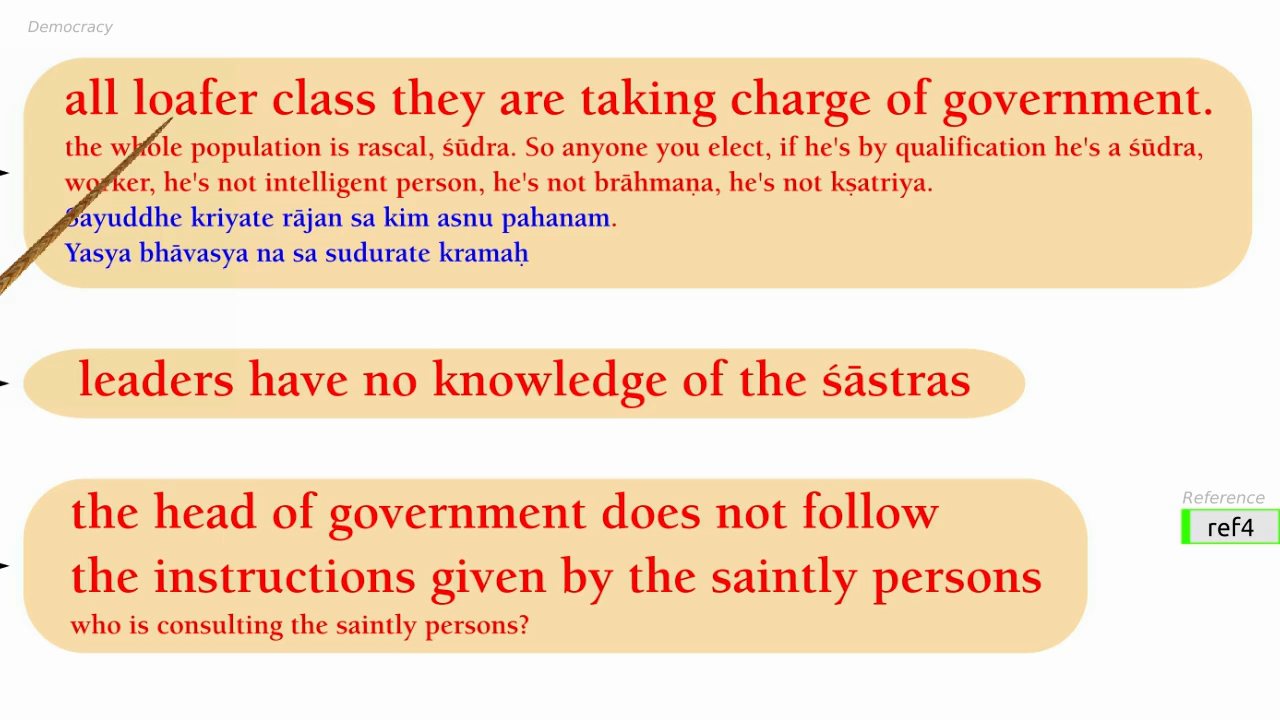 Democracy
all loafer class they are taking charge of government.
the whole population is rascal, śūdra. So anyone you elect, if he's by qualification he's a śūdra,
worker, he's not intelligent person, he's not brāhmaṇa, he's not kṣatriya.
Sayuddhe kriyate rājan sa kim asnu pahanam.
Yasya bhāvasya na sa sudurate kramaḥ
leaders have no knowledge of the śāstras
the head of government does not follow
the instructions given by the saintly persons
who is consulting the saintly persons?
Reference
ref4